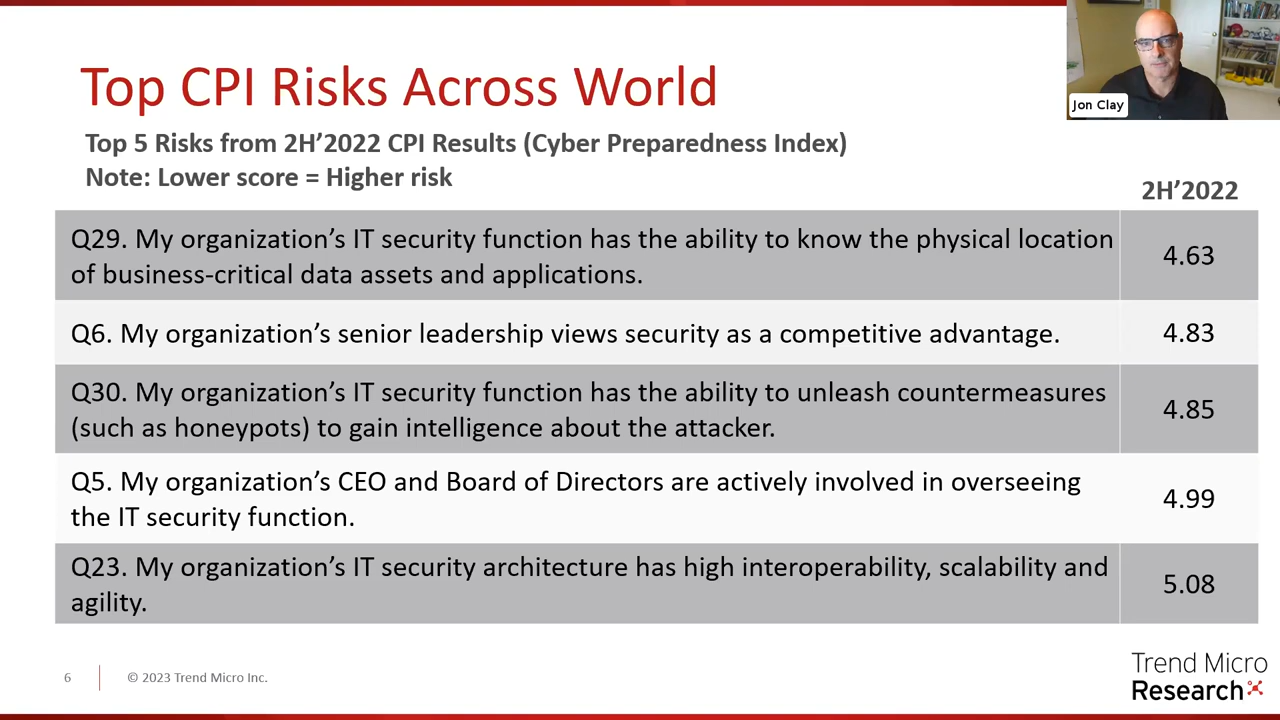 Top CPI Risks Across World
Jon Clay
Top 5 Risks from 2H’2022 CPI Results (Cyber Preparedness Index)
Note: Lower score = Higher risk
2H’2022
Q29. My organization’s IT security function has the ability to know the physical location
of business-critical data assets and applications.
4.63
Q6. My organization’s senior leadership views security as a competitive advantage.
4.83
Q30. My organization’s IT security function has the ability to unleash countermeasures
(such as honeypots) to gain intelligence about the attacker.
4.85
Q5. My organization’s CEO and Board of Directors are actively involved in overseeing
the IT security function.
4.99
Q23. My organization’s IT security architecture has high interoperability, scalability and
agility.
5.08
6
© 2023 Trend Micro Inc.
Trend Micro
Research